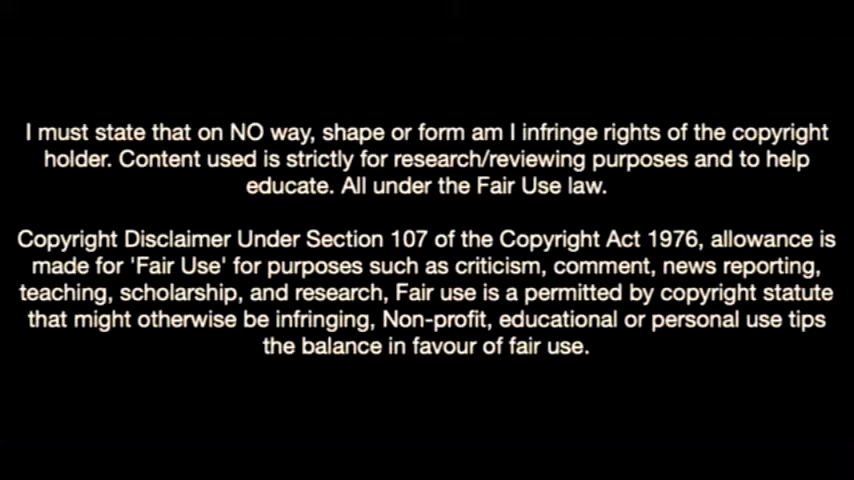 I must state that on NO way, shape or form am I infringe rights of the copyright
holder. Content used is strictly for research/reviewing purposes and to help
educate. All under the Fair Use law.
Copyright Disclaimer Under Section 107 of the Copyright Act 1976, allowance is
made for 'Fair Use' for purposes such as criticism, comment, news reporting,
teaching, scholarship, and research, Fair use is a permitted by copyright statute
that might otherwise be infringing, Non-profit, educational or personal use tips
the balance in favour of fair use.